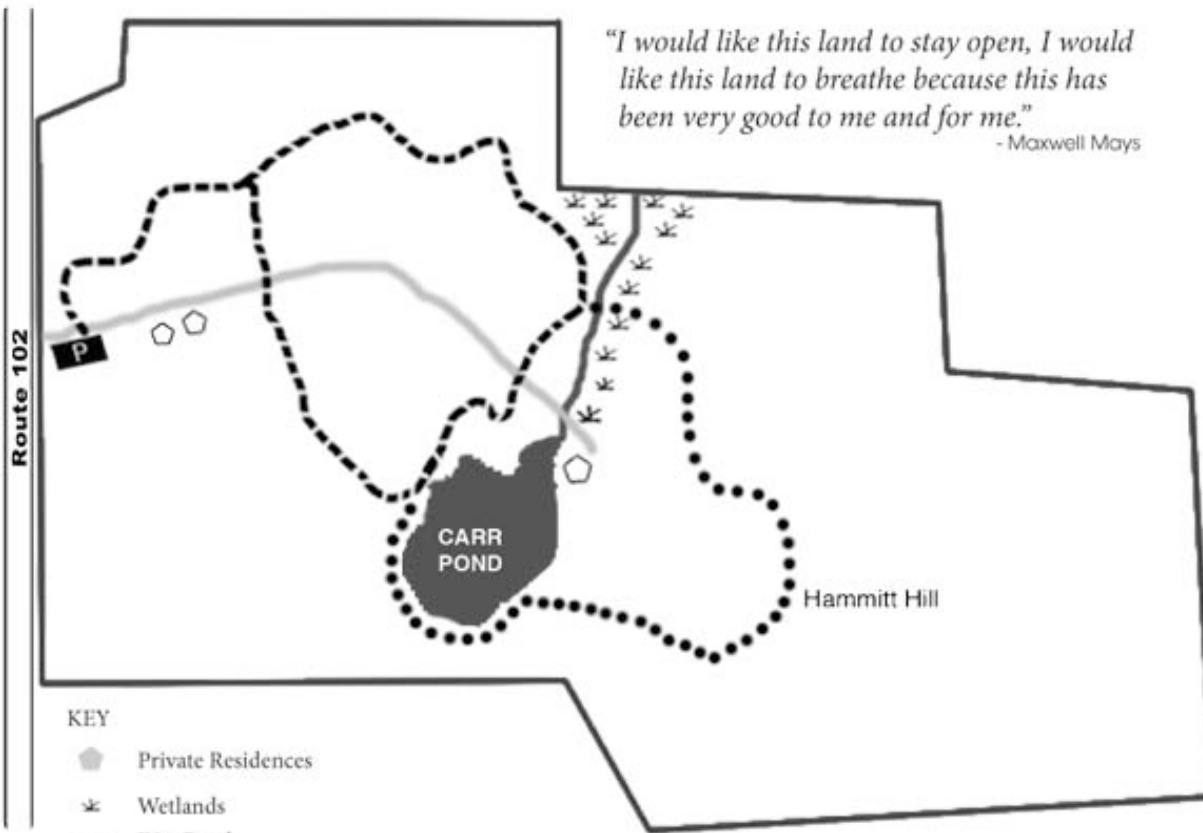 “I would like this land to stay open, I would
like this land to breathe because this has
been very good to me and for me.”
- Maxwell Mays
Route 102
P
CARR
POND
Hammitt Hill
KEY
Private Residences
Wetlands